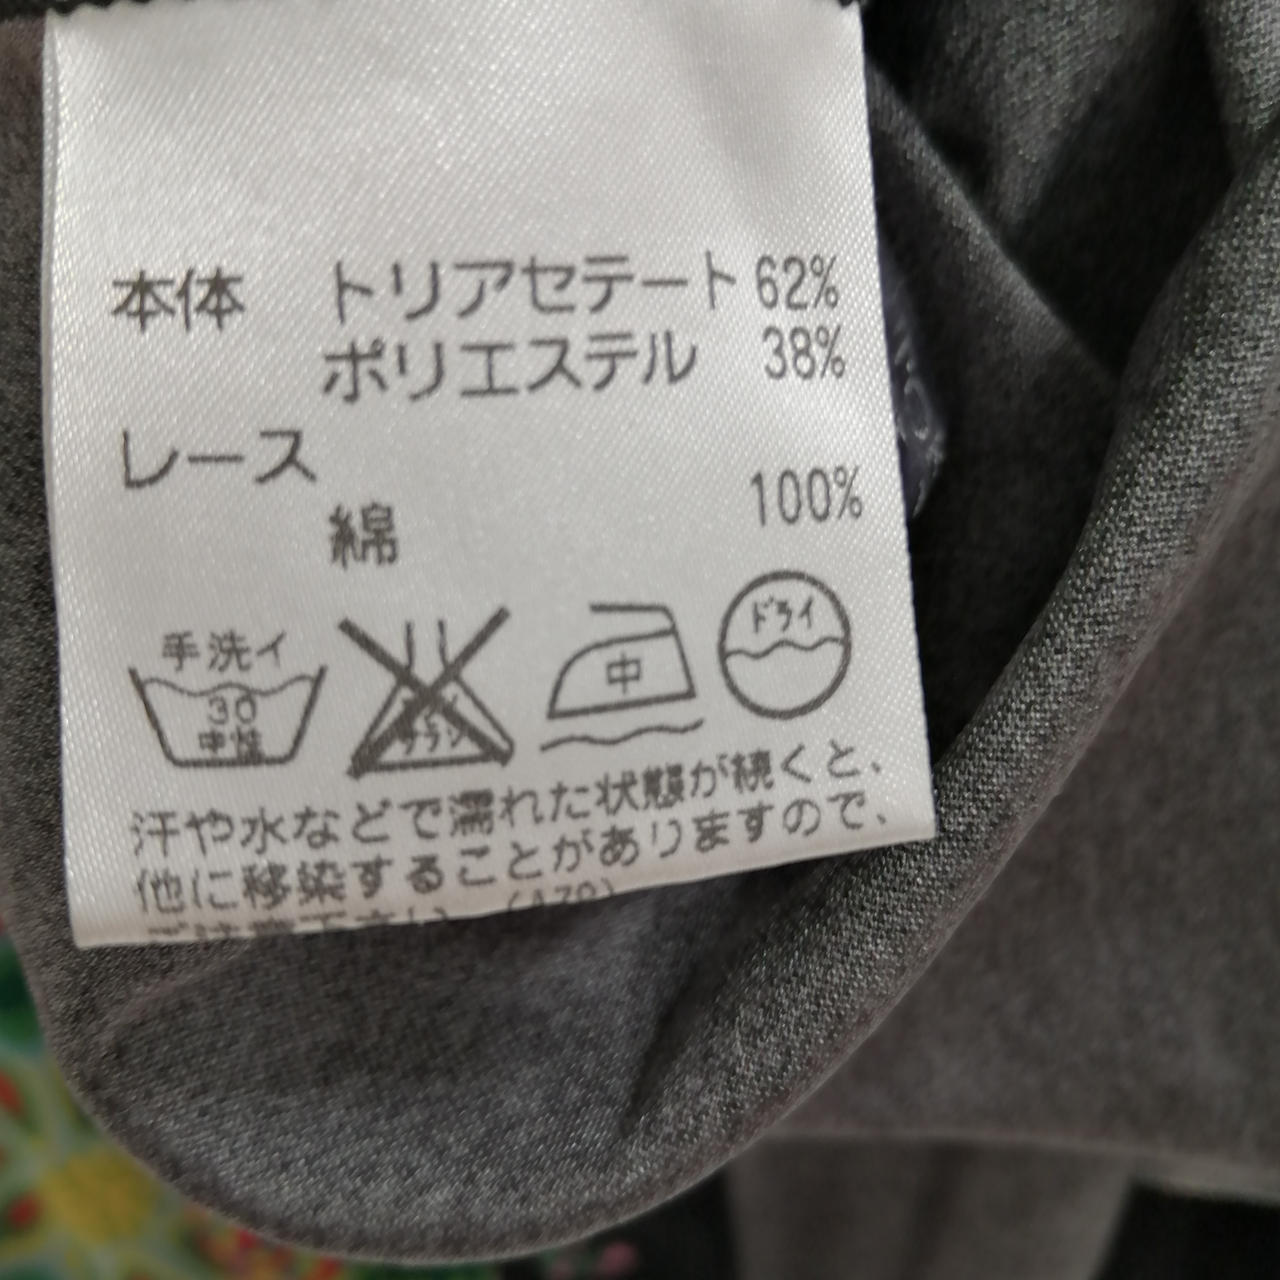 本体 トリアセテート 62%
ポリエステル 38%
レース
綿 100%
手洗イ
30
中性
中
ドライ
汗や水などで濡れた状態が続くと、
他に移染することがありますので、